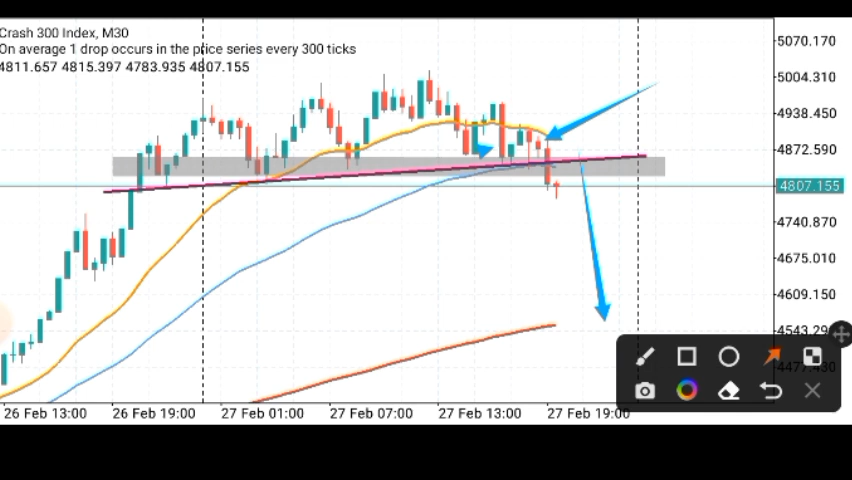 Crash 300 Index, M30
On average 1 drop occurs in the price series every 300 ticks
4811.657 4815.397 4783.935 4807.155
5070.170
5004.310
4938.450
4872.590
4807.155
4740.870
4675.010
4609.150
4477.430
26 Feb 13:00 26 Feb 19:00 27 Feb 01:00 27 Feb 07:00 27 Feb 13:00 27 Feb 19:00